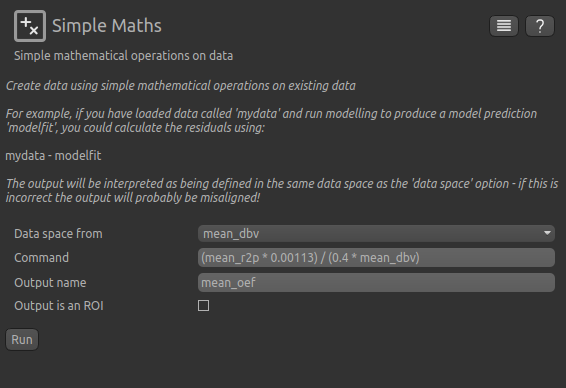 Simple Maths
?
Simple mathematical operations on data
Create data using simple mathematical operations on existing data
For example, if you have loaded data called 'mydata' and run modelling to produce a model prediction
'modelfit', you could calculate the residuals using:
mydata - modelfit
The output will be interpreted as being defined in the same data space as the 'data space' option - if this is
incorrect the output will probably be misaligned!
Data space from mean_dbv
Command (mean_r2p * 0.00113) / (0.4 * mean_dbv)
Output name mean_oef
Output is an ROI
Run